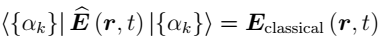 ⟨{α_k}| Ê (r, t) |{α_k}⟩ = E_classical (r, t)